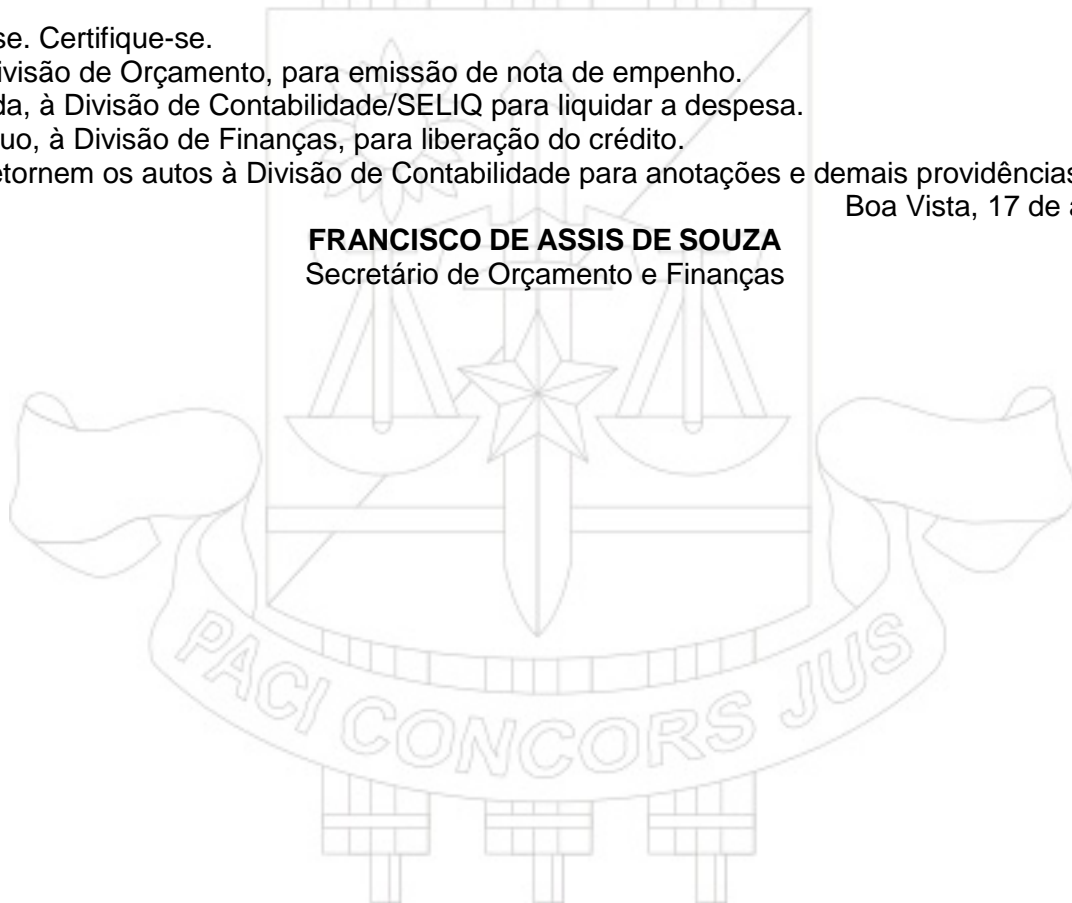 se. Certifique-se.
ivisão de Orçamento, para emissão de nota de empenho.
da, à Divisão de Contabilidade/SELIQ para liquidar a despesa.
uo, à Divisão de Finanças, para liberação do crédito.
etornem os autos à Divisão de Contabilidade para anotações e demais providências
Boa Vista, 17 de a
FRANCISCO DE ASSIS DE SOUZA
Secretário de Orçamento e Finanças
PACI CONCORS JUS